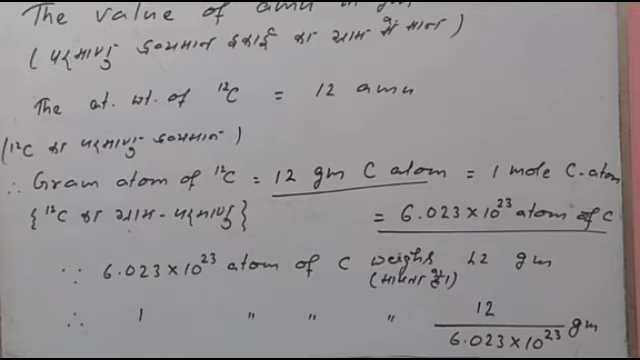 The value of amu in gm
(परमाणु द्रव्यमान इकाई का ग्राम में मान)
The at. wt. of ¹²C = 12 amu
(¹²C का परमाणु द्रव्यमान)
∴ Gram atom of ¹²C = 12 gm C atom = 1 mole C-atom
{¹²C का ग्राम-परमाणु} = 6.023×10²³ atom of C
∵ 6.023×10²³ atom of C weighs 12 gm
∴ 1 " " " 12/6.023×10²³ gm